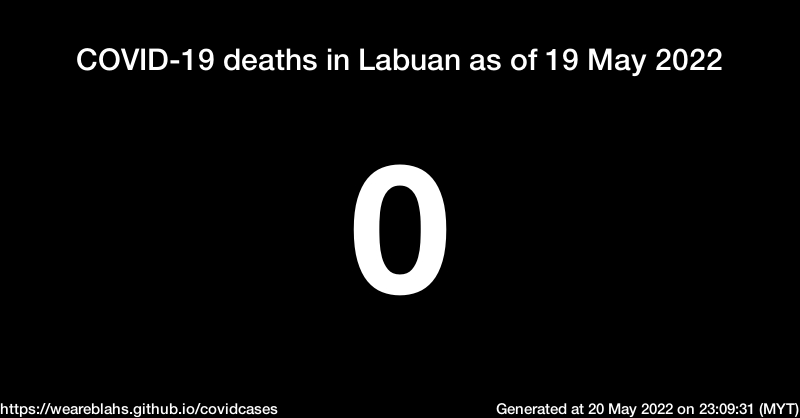 COVID-19 deaths in Labuan as of 19 May 2022
0
https://weareblahs.github.io/covidcases
Generated at 20 May 2022 on 23:09:31 (MYT)